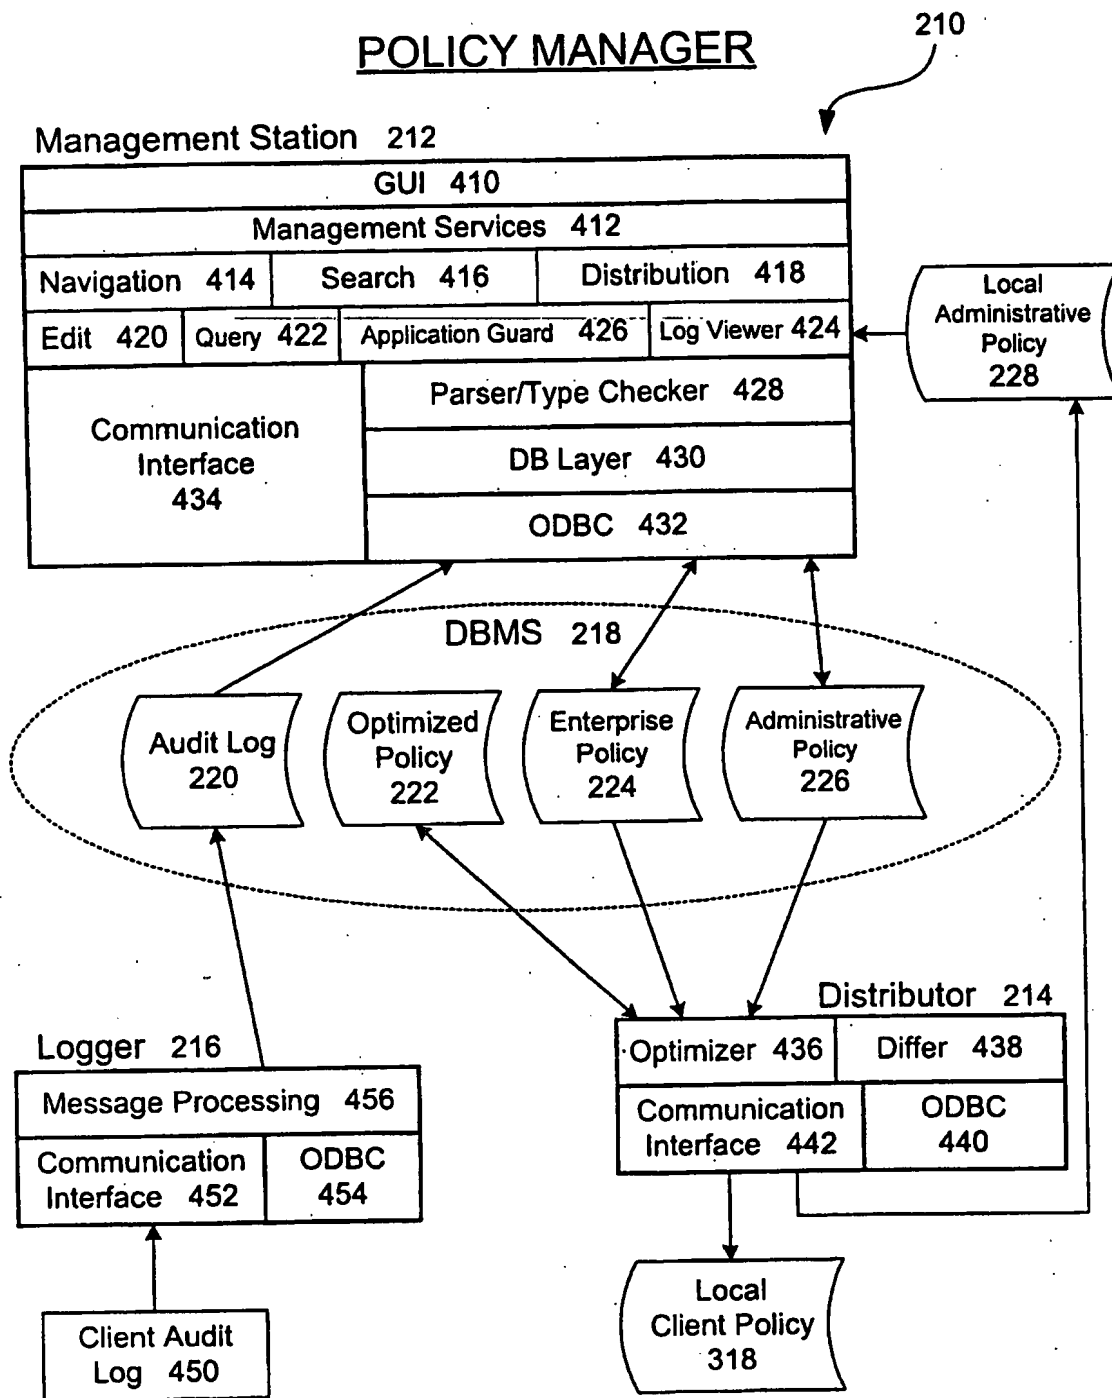 210
POLICY MANAGER
Management Station 212
GUI 410
Management Services 412
Navigation 414
Search 416
Distribution 418
Edit 420
Query 422
Application Guard 426
Log Viewer 424
Local
Administrative
Policy
228
Communication
Interface
434
Parser/Type Checker 428
DB Layer 430
ODBC 432
DBMS 218
Audit Log
220
Optimized
Policy
222
Enterprise
Policy
224
Administrative
Policy
226
Distributor 214
Optimizer 436
Differ 438
Communication
Interface 442
ODBC
440
Logger 216
Message Processing 456
Communication
Interface 452
ODBC
454
Client Audit
Log 450
Local
Client Policy
318